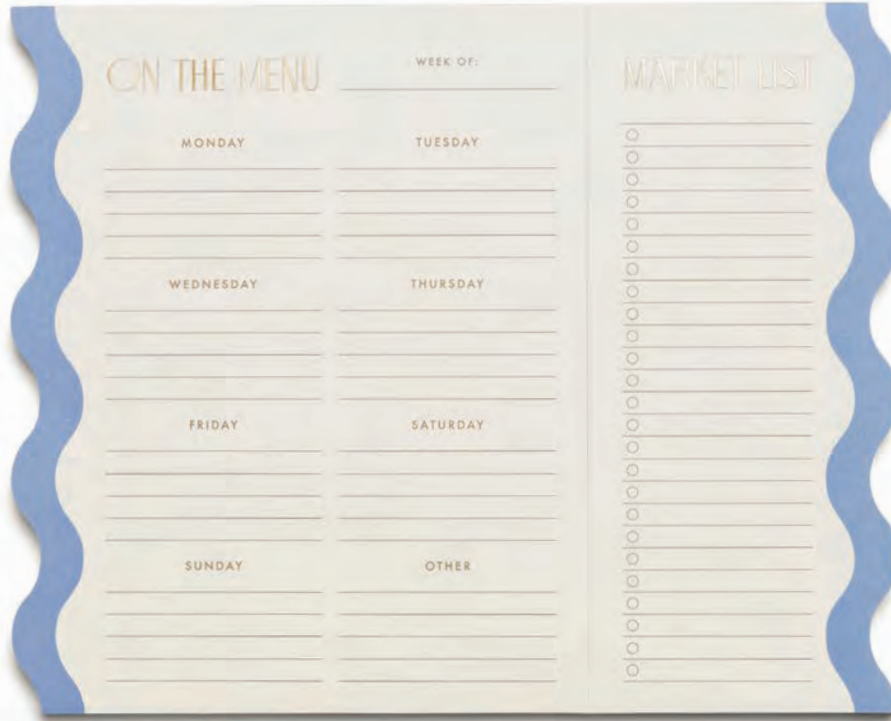 ON THE MENU
WEEK OF:
MONDAY
TUESDAY
WEDNESDAY
THURSDAY
FRIDAY
SATURDAY
SUNDAY
OTHER
MARKET LIST